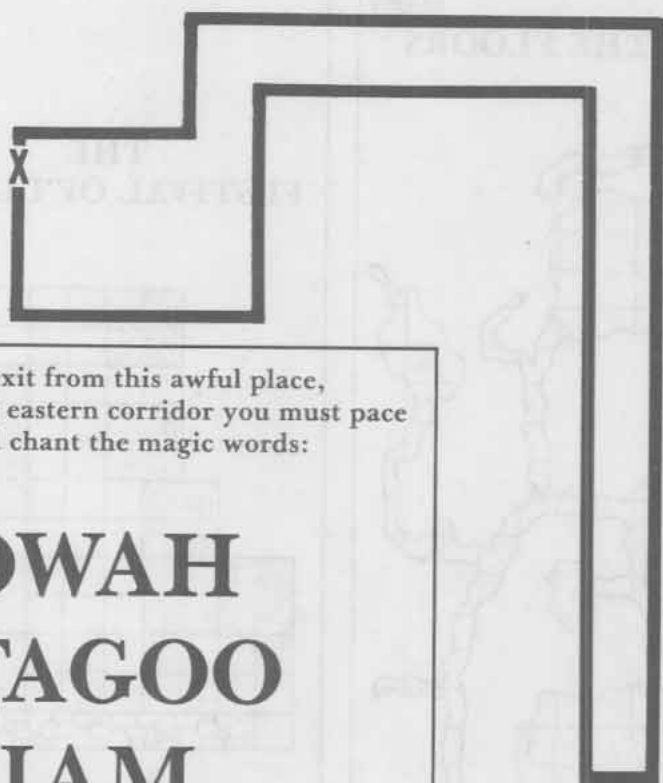 X
xit from this awful place,
eastern corridor you must pace
chant the magic words:
OWAH
TAGOO
IAM